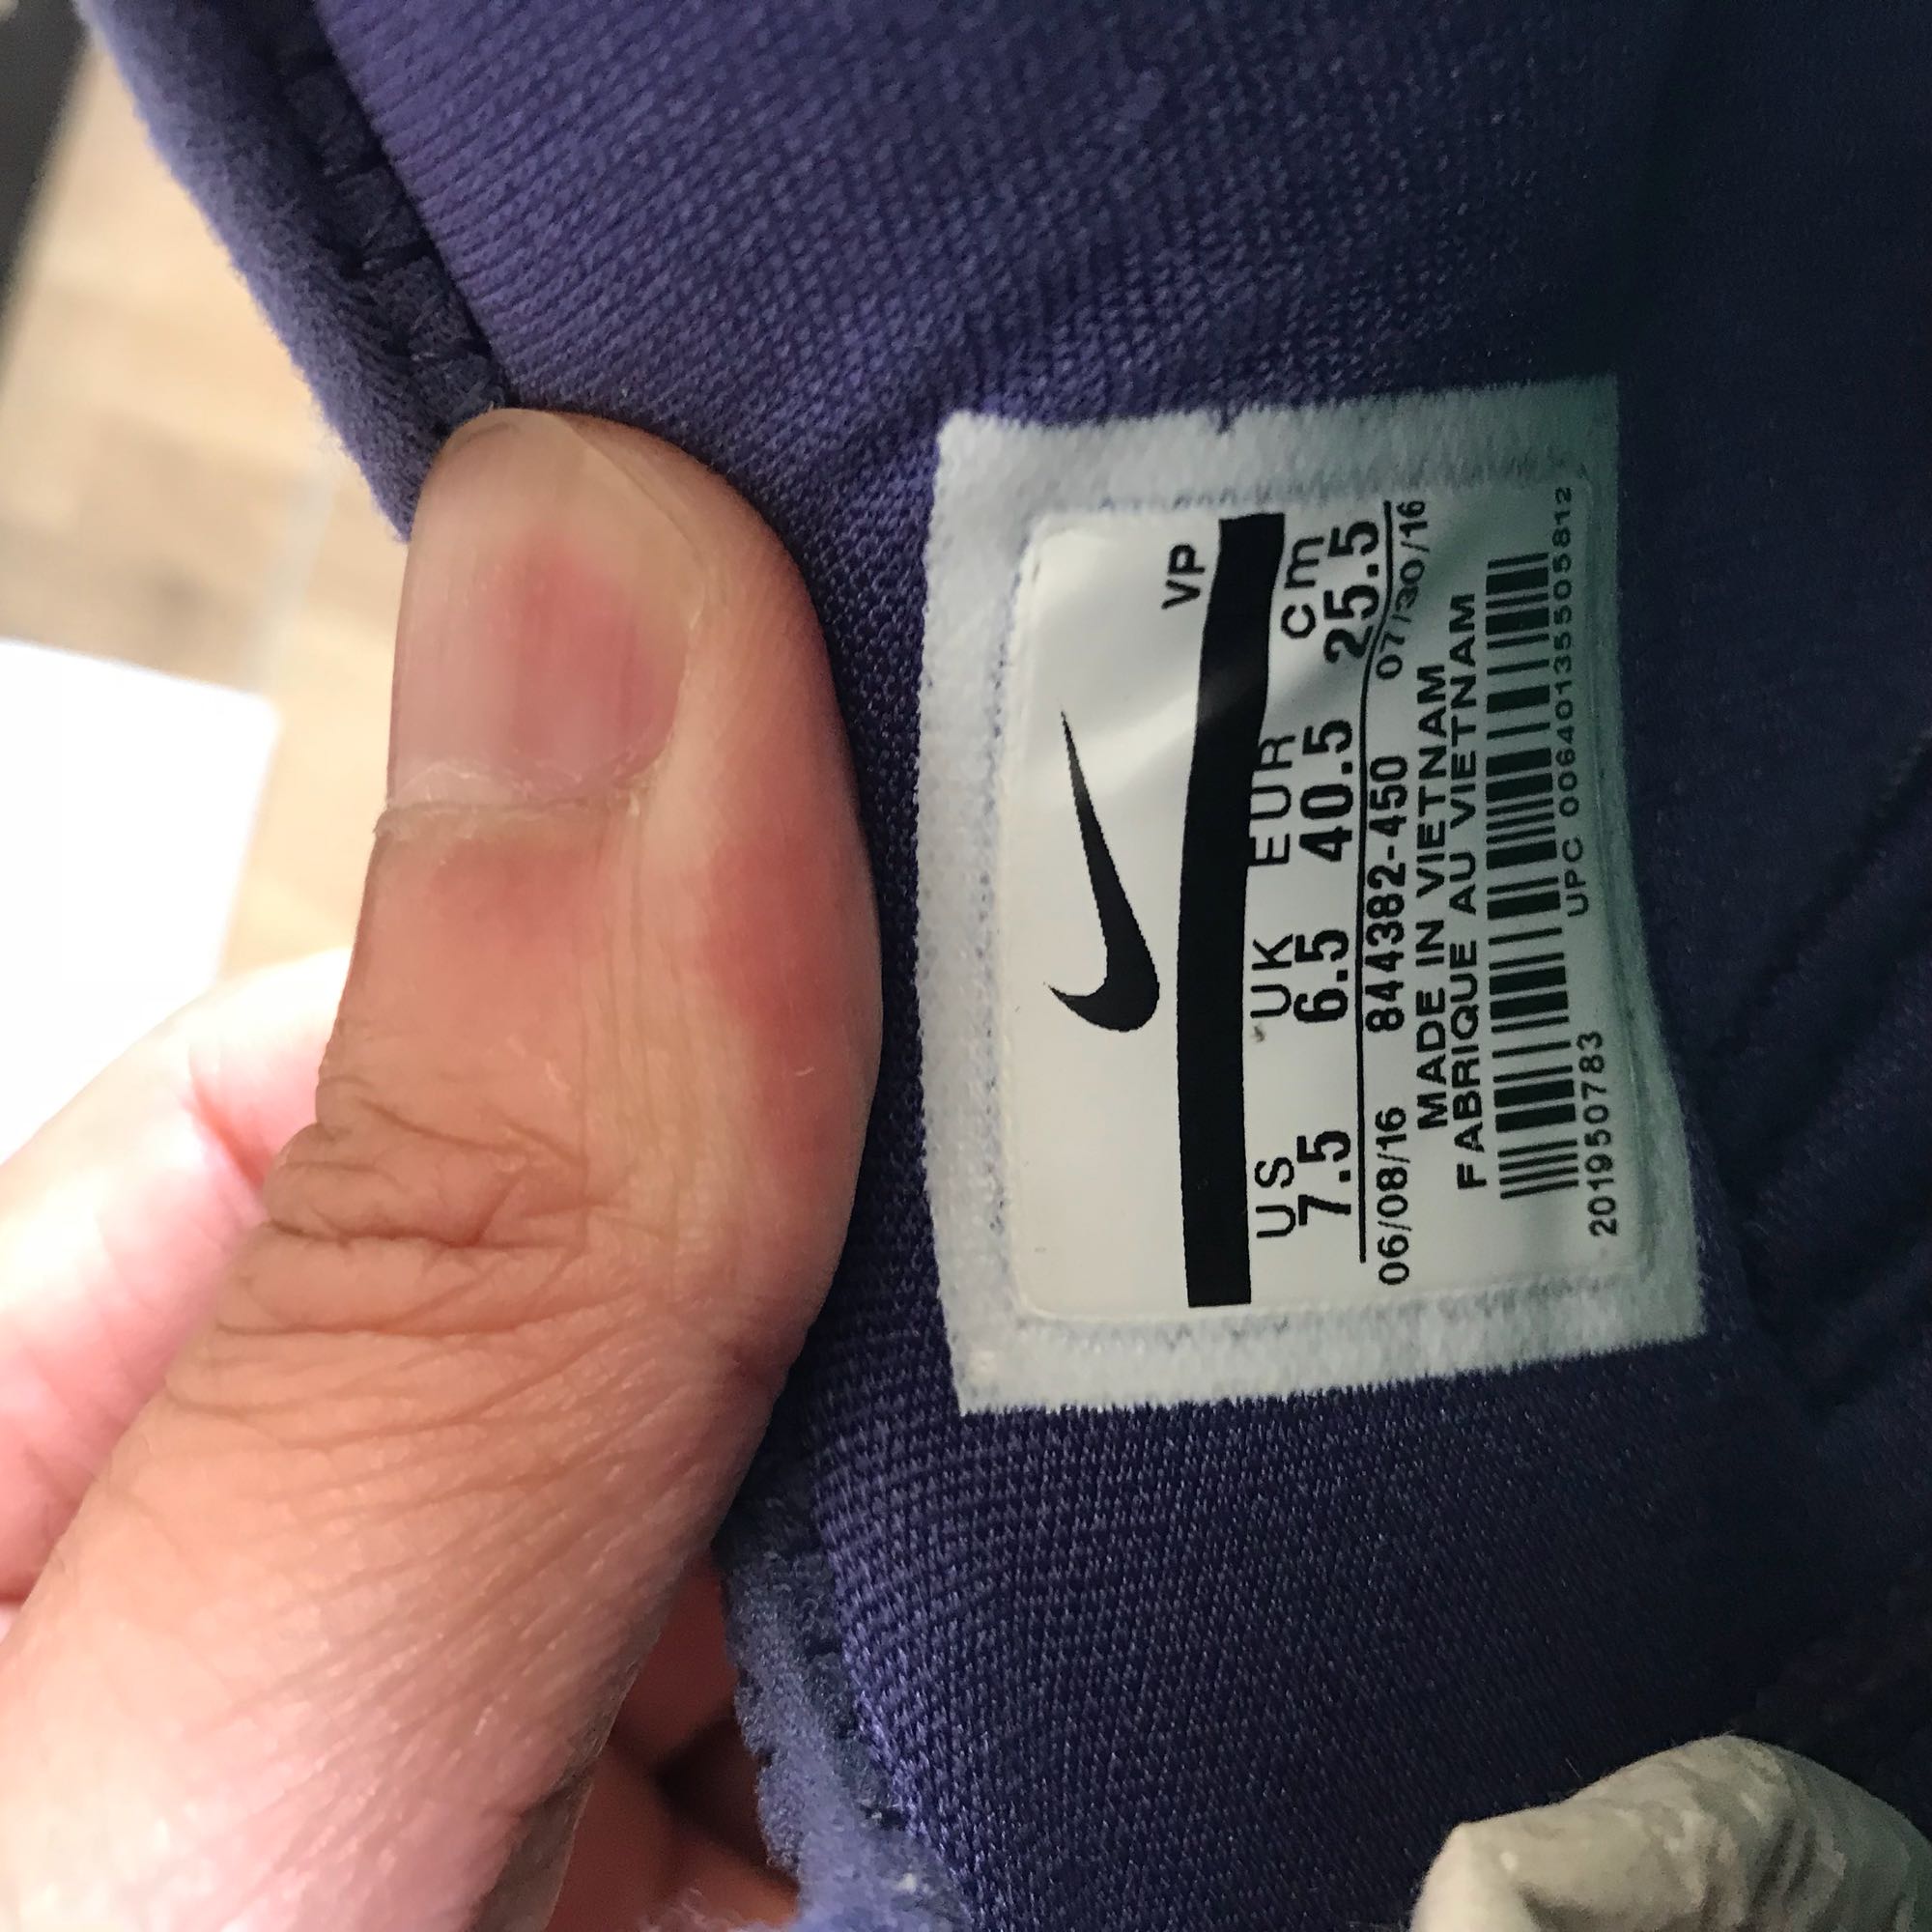 VP
US UK EUR cm
7.5 6.5 40.5 25.5
06/08/16 844382-450 07/30/16
MADE IN VIETNAM
FABRIQUE AU VIETNAM
201950783 UPC 00640135505812